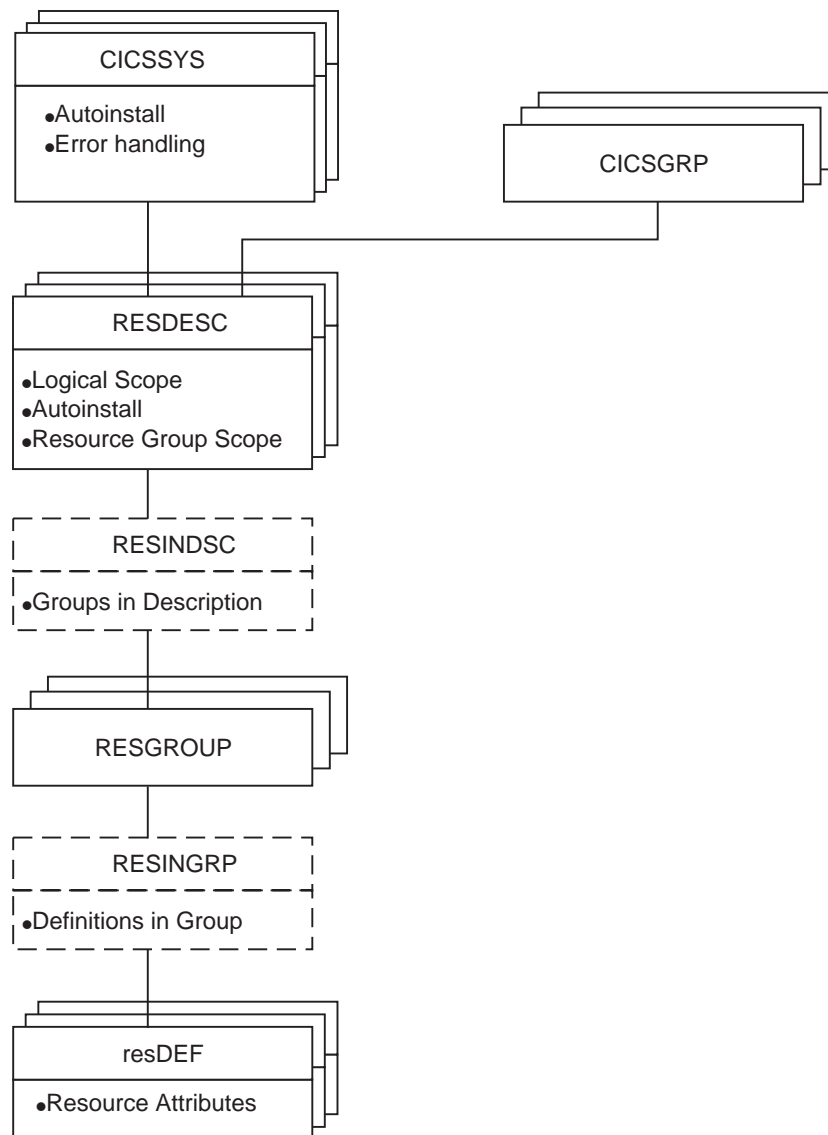 CICSSYS
●Autoinstall
●Error handling
CICSGRP
RESDESC
●Logical Scope
●Autoinstall
●Resource Group Scope
RESINDSC
●Groups in Description
RESGROUP
RESINGRP
●Definitions in Group
resDEF
●Resource Attributes